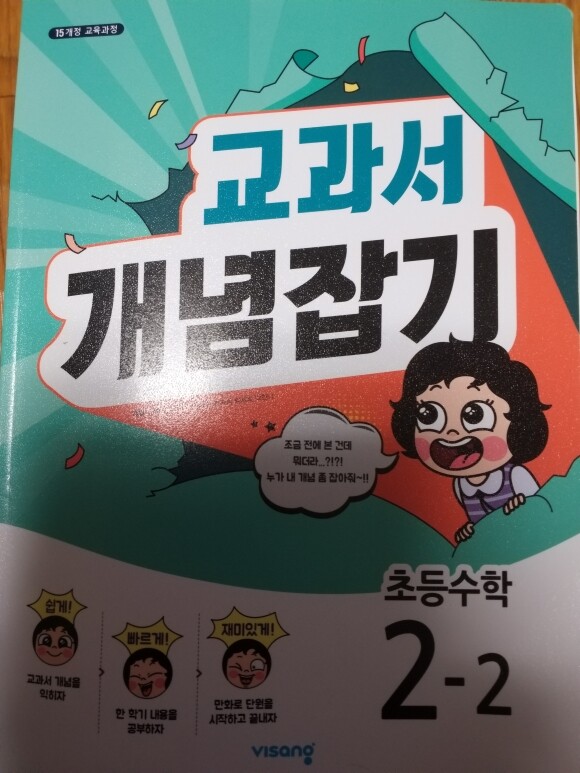 15개정 교육과정
교과서
개념잡기
조금 전에 본 건데
뭐더라...?!?!
누가 내 개념 좀 잡아줘~!!
초등수학
2-2
쉽게!
교과서 개념을
익히자
빠르게!
한 학기 내용을
공부하자
재미있게!
만화로 단원을
시작하고 끝내자
visang